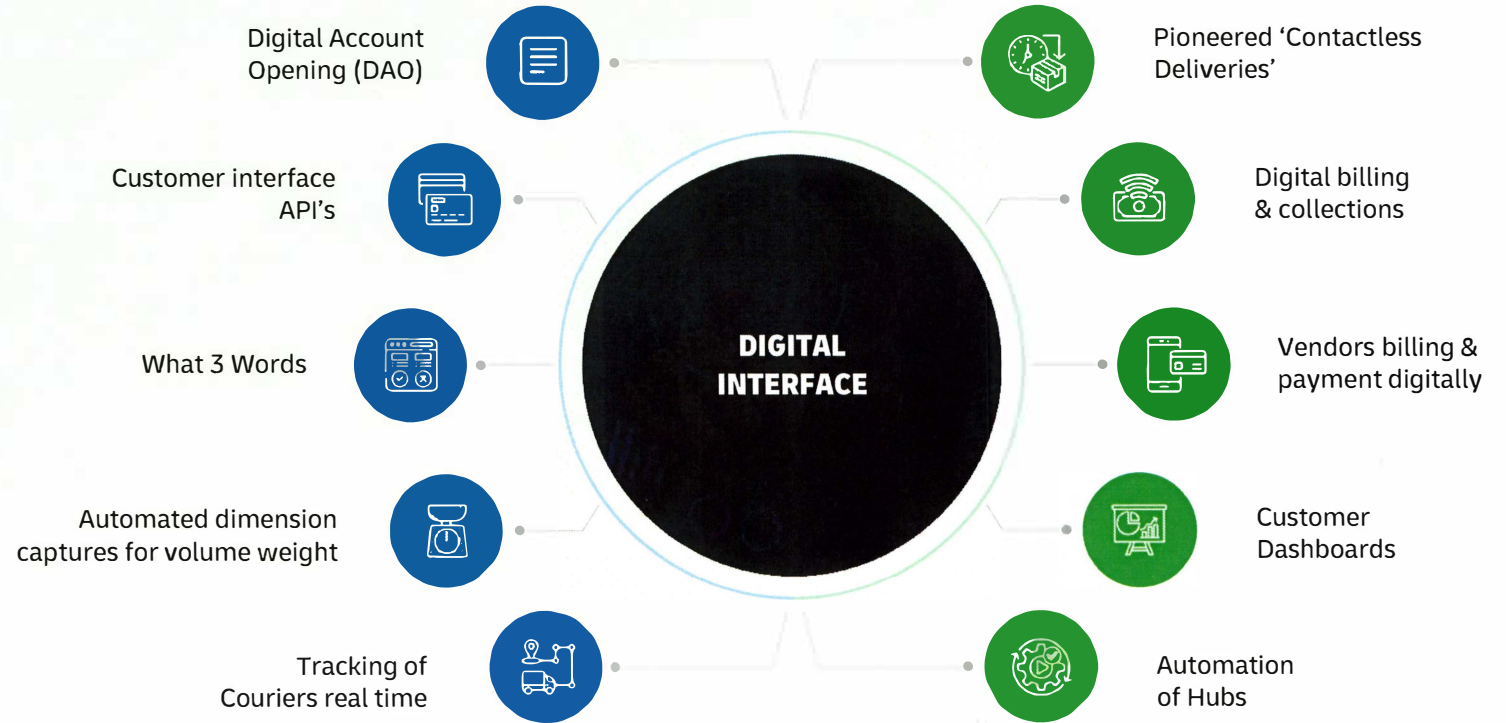 Digital Account
Opening (DAO)
Pioneered ‘Contactless
Deliveries’
Customer interface
API’s
Digital billing
& collections
What 3 Words
DIGITAL
INTERFACE
Vendors billing &
payment digitally
Automated dimension
captures for volume weight
Customer
Dashboards
Tracking of
Couriers real time
Automation
of Hubs